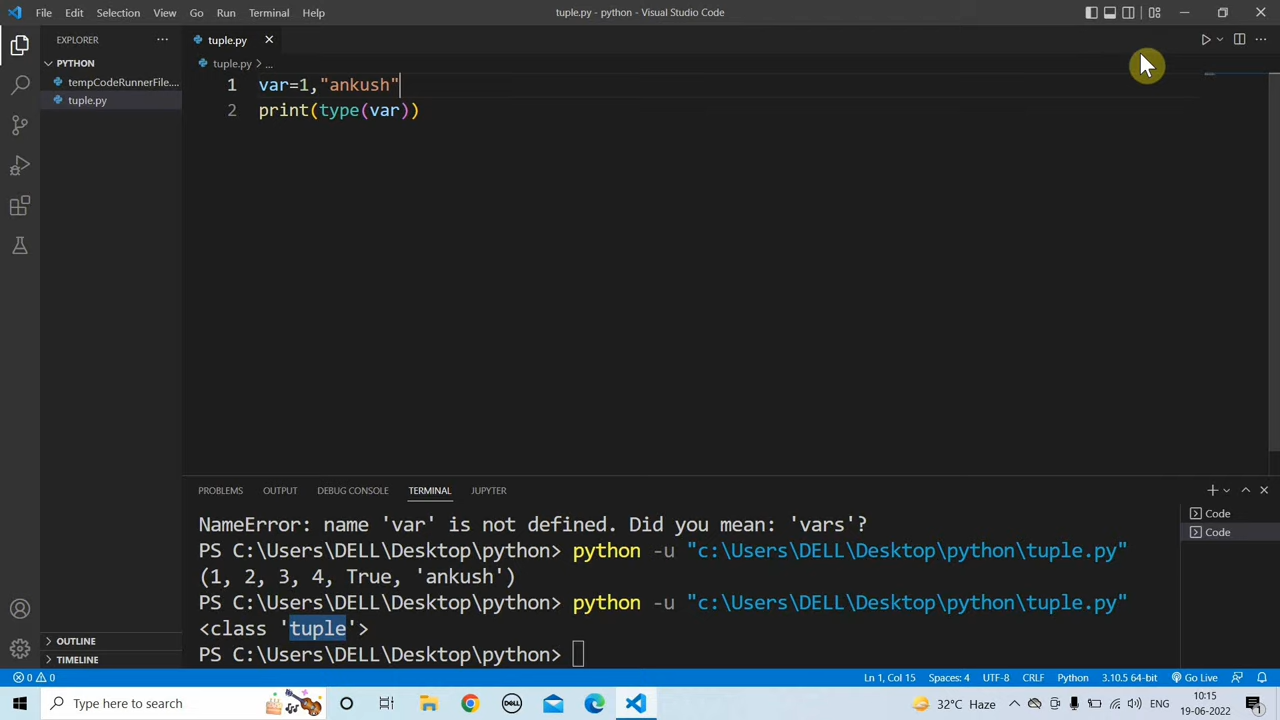 File Edit Selection View Go Run Terminal Help
tuple.py - python - Visual Studio Code
EXPLORER
PYTHON
tempCodeRunnerFile....
tuple.py
tuple.py
tuple.py > ...
1 var=1,"ankush"
2 print(type(var))
PROBLEMS OUTPUT DEBUG CONSOLE TERMINAL JUPYTER
NameError: name 'var' is not defined. Did you mean: 'vars'?
PS C:\Users\DELL\Desktop\python> python -u "c:\Users\DELL\Desktop\python\tuple.py"
(1, 2, 3, 4, True, 'ankush')
PS C:\Users\DELL\Desktop\python> python -u "c:\Users\DELL\Desktop\python\tuple.py"
<class 'tuple'>
PS C:\Users\DELL\Desktop\python>
Code
Code
OUTLINE
TIMELINE
0 0
Ln 1, Col 15 Spaces: 4 UTF-8 CRLF Python 3.10.5 64-bit Go Live
Type here to search
DELL
32°C Haze
ENG
10:15
19-06-2022
1